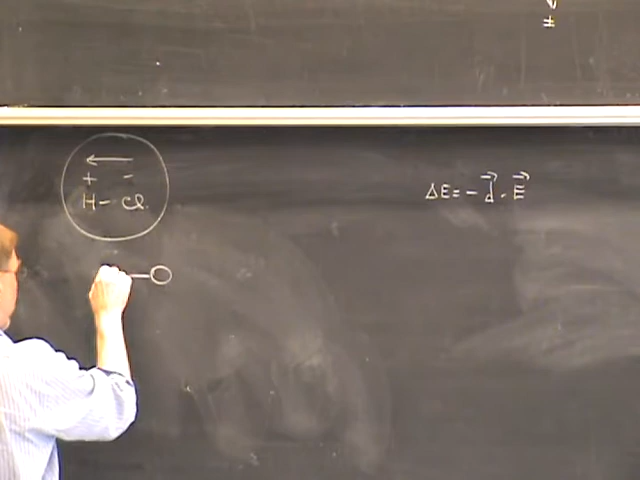 + -
H - Cl
ΔE = - d⃗ · E⃗